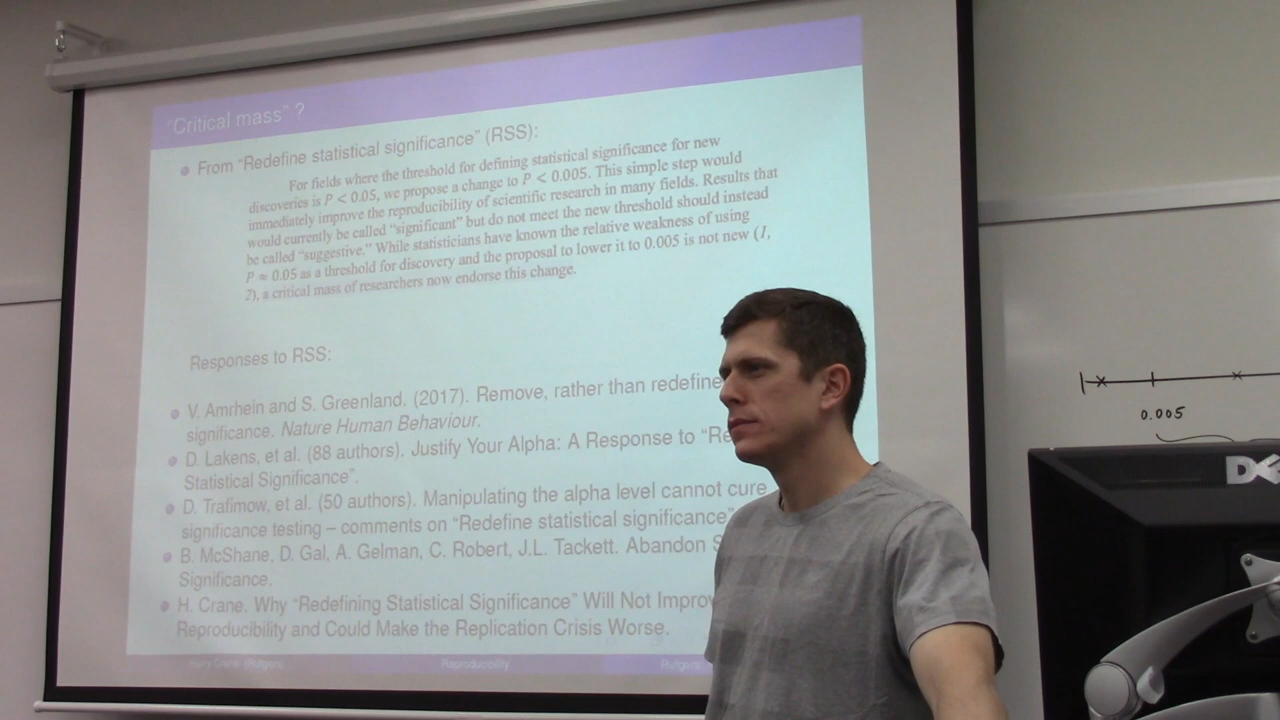 "Critical mass" ?
From "Redefine statistical significance" (RSS):
For fields where the threshold for defining statistical significance for new
discoveries is P < 0.05, we propose a change to P < 0.005. This simple step would
immediately improve the reproducibility of scientific research in many fields. Results that
would currently be called "significant" but do not meet the new threshold should instead
be called "suggestive." While statisticians have known the relative weakness of using
P ≈ 0.05 as a threshold for discovery and the proposal to lower it to 0.005 is not new (1,
2), a critical mass of researchers now endorse this change.
Responses to RSS:
V. Amrhein and S. Greenland. (2017). Remove, rather than redefine
significance. Nature Human Behaviour.
D. Lakens, et al. (88 authors). Justify Your Alpha: A Response to "Re
Statistical Significance".
D. Trafimow, et al. (50 authors). Manipulating the alpha level cannot cure
significance testing – comments on "Redefine statistical significance"
B. McShane, D. Gal, A. Gelman, C. Robert, J.L. Tackett. Abandon S
Significance.
H. Crane. Why "Redefining Statistical Significance" Will Not Improv
Reproducibility and Could Make the Replication Crisis Worse.
Harry Crane (Rutgers) Reproducibility Rutgers
0.005
DE